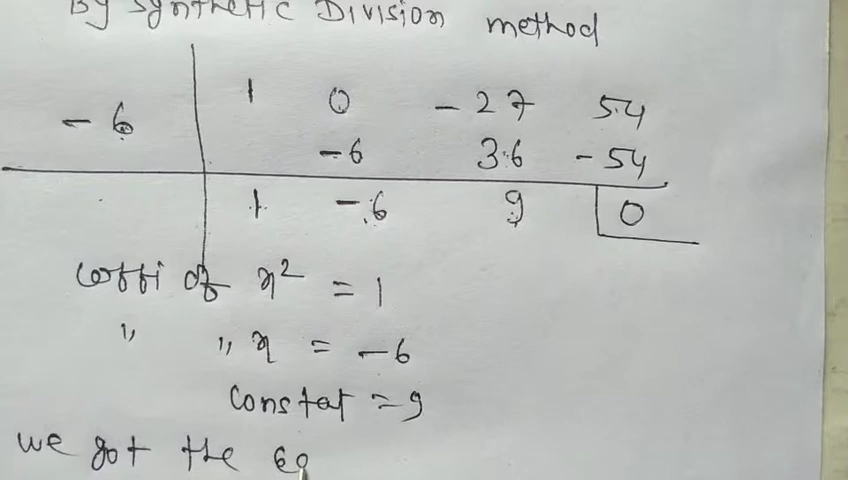 By Synthetic Division method
1 0 -27 54
-6
-6 36 -54
1 -6 9 0
coffi of x² = 1
" " x = -6
Constat = 9
we got the eq